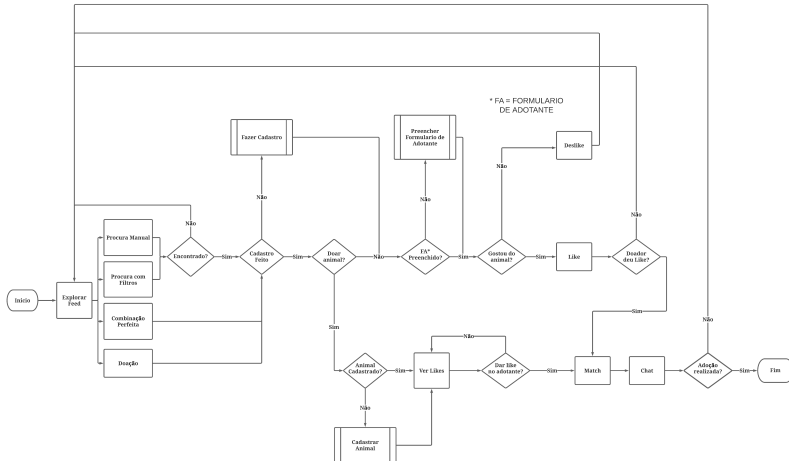 * FA = FORMULARIO
DE ADOTANTE
Fazer Cadastro
Preencher
Formulario de
Adotante
Deslike
Não
Não
Não
Não
Não
Procura Manual
Encontrado?
Sim
Cadastro
Feito
Sim
Doar
animal?
Não
FA*
Preenchido?
Sim
Gostou do
animal?
Sim
Like
Doador
deu Like?
Procura com
Filtros
Inicio
Explorar
Feed
Combinação
Perfeita
Sim
Não
Sim
Não
Doação
Animal
Cadastrado?
Sim
Ver Likes
Dar like
no adotante?
Sim
Match
Chat
Adoção
realizada?
Sim
Fim
Não
Cadastrar
Animal